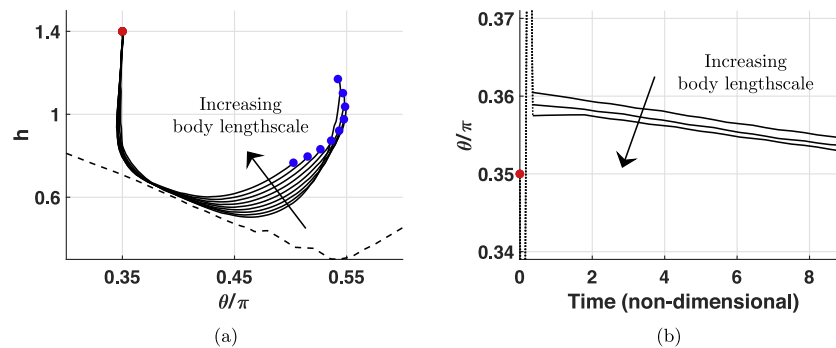 1.4
1
0.6
h
0.35
0.45
0.55
θ/π
Increasing
body lengthscale
(a)
0.37
0.36
0.35
0.34
θ/π
0
2
4
6
8
Time (non-dimensional)
Increasing
body lengthscale
(b)